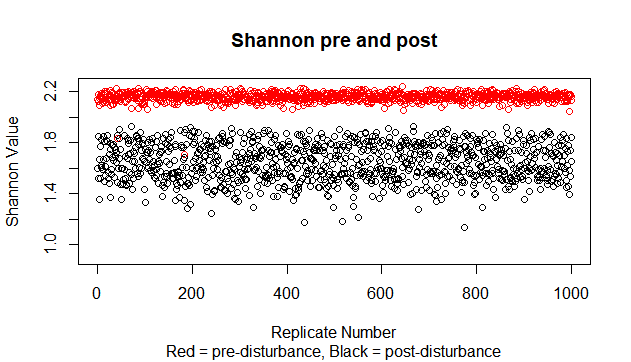 Shannon pre and post
Shannon Value
2.2
1.8
1.4
1.0
0 200 400 600 800 1000
Replicate Number
Red = pre-disturbance, Black = post-disturbance